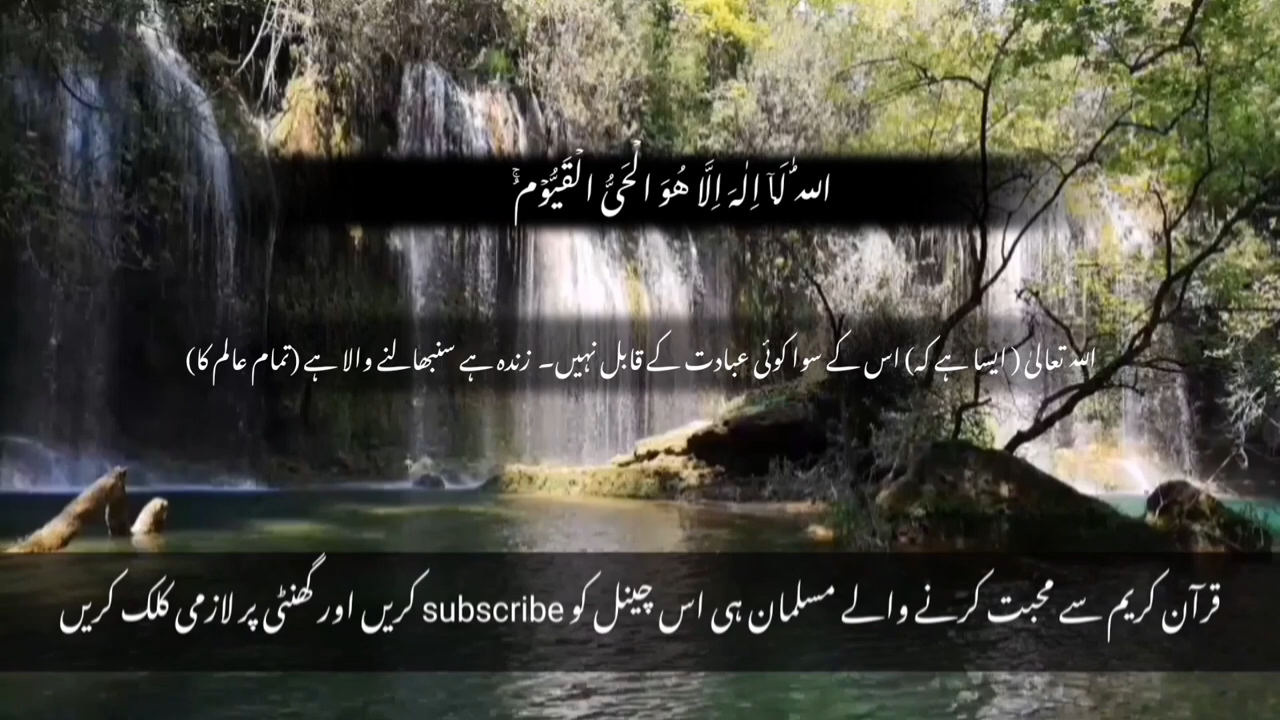 اللّٰهُ لَاۤ اِلٰهَ اِلَّا هُوَ الْحَیُّ الْقَیُّوْمُۚ
اللہ تعالیٰ (ایسا ہے کہ) اس کے سوا کوئی عبادت کے قابل نہیں۔ زندہ ہے سنبھالنے والا ہے (تمام عالم کا)
قرآن کریم سے محبت کرنے والے مسلمان ہی اس چینل کو subscribe کریں اور گھنٹی پر لازمی کلک کریں